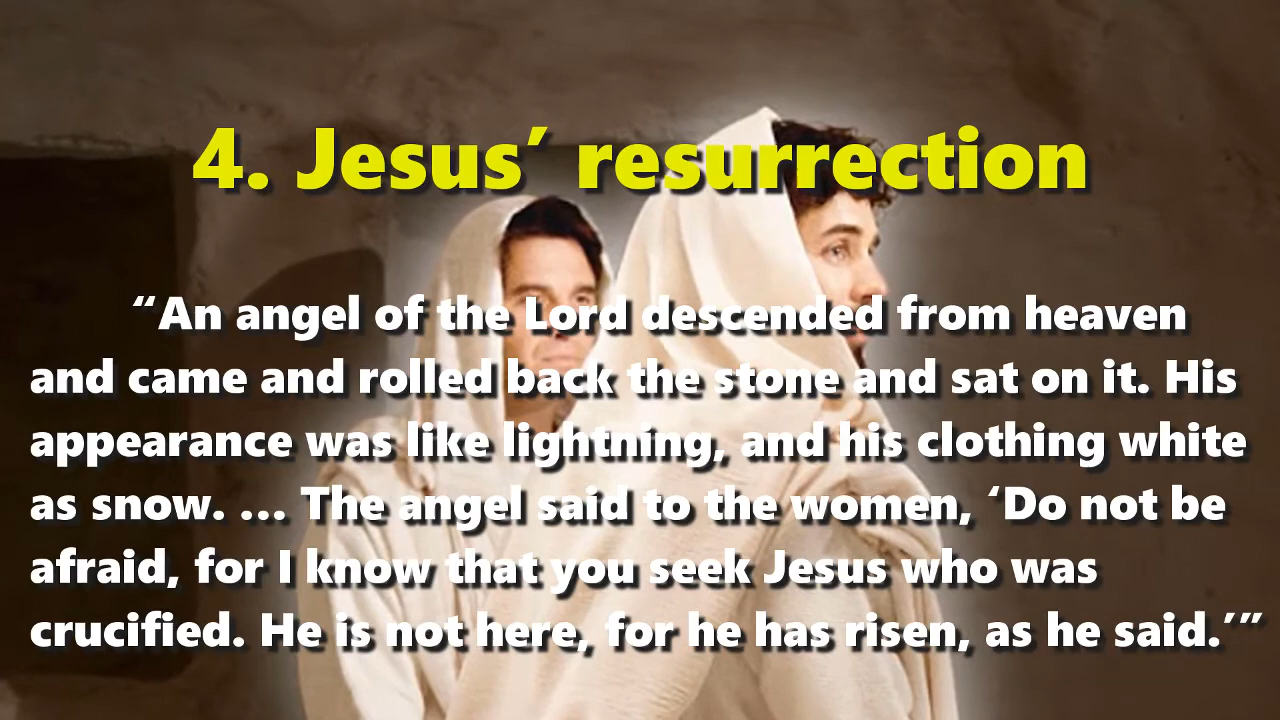 4. Jesus’ resurrection
“An angel of the Lord descended from heaven
and came and rolled back the stone and sat on it. His
appearance was like lightning, and his clothing white
as snow. … The angel said to the women, ‘Do not be
afraid, for I know that you seek Jesus who was
crucified. He is not here, for he has risen, as he said.’”